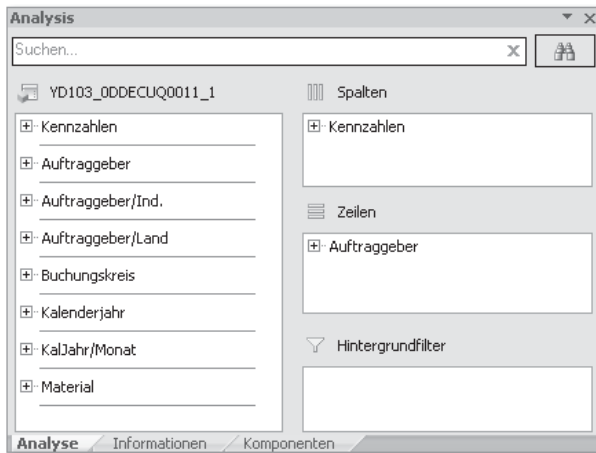 Analysis
Suchen...
YD103_0DDECUQ0011_1
Kennzahlen
Auftraggeber
Auftraggeber/Ind.
Auftraggeber/Land
Buchungskreis
Kalenderjahr
KalJahr/Monat
Material
Spalten
Kennzahlen
Zeilen
Auftraggeber
Hintergrundfilter
Analyse Informationen Komponenten